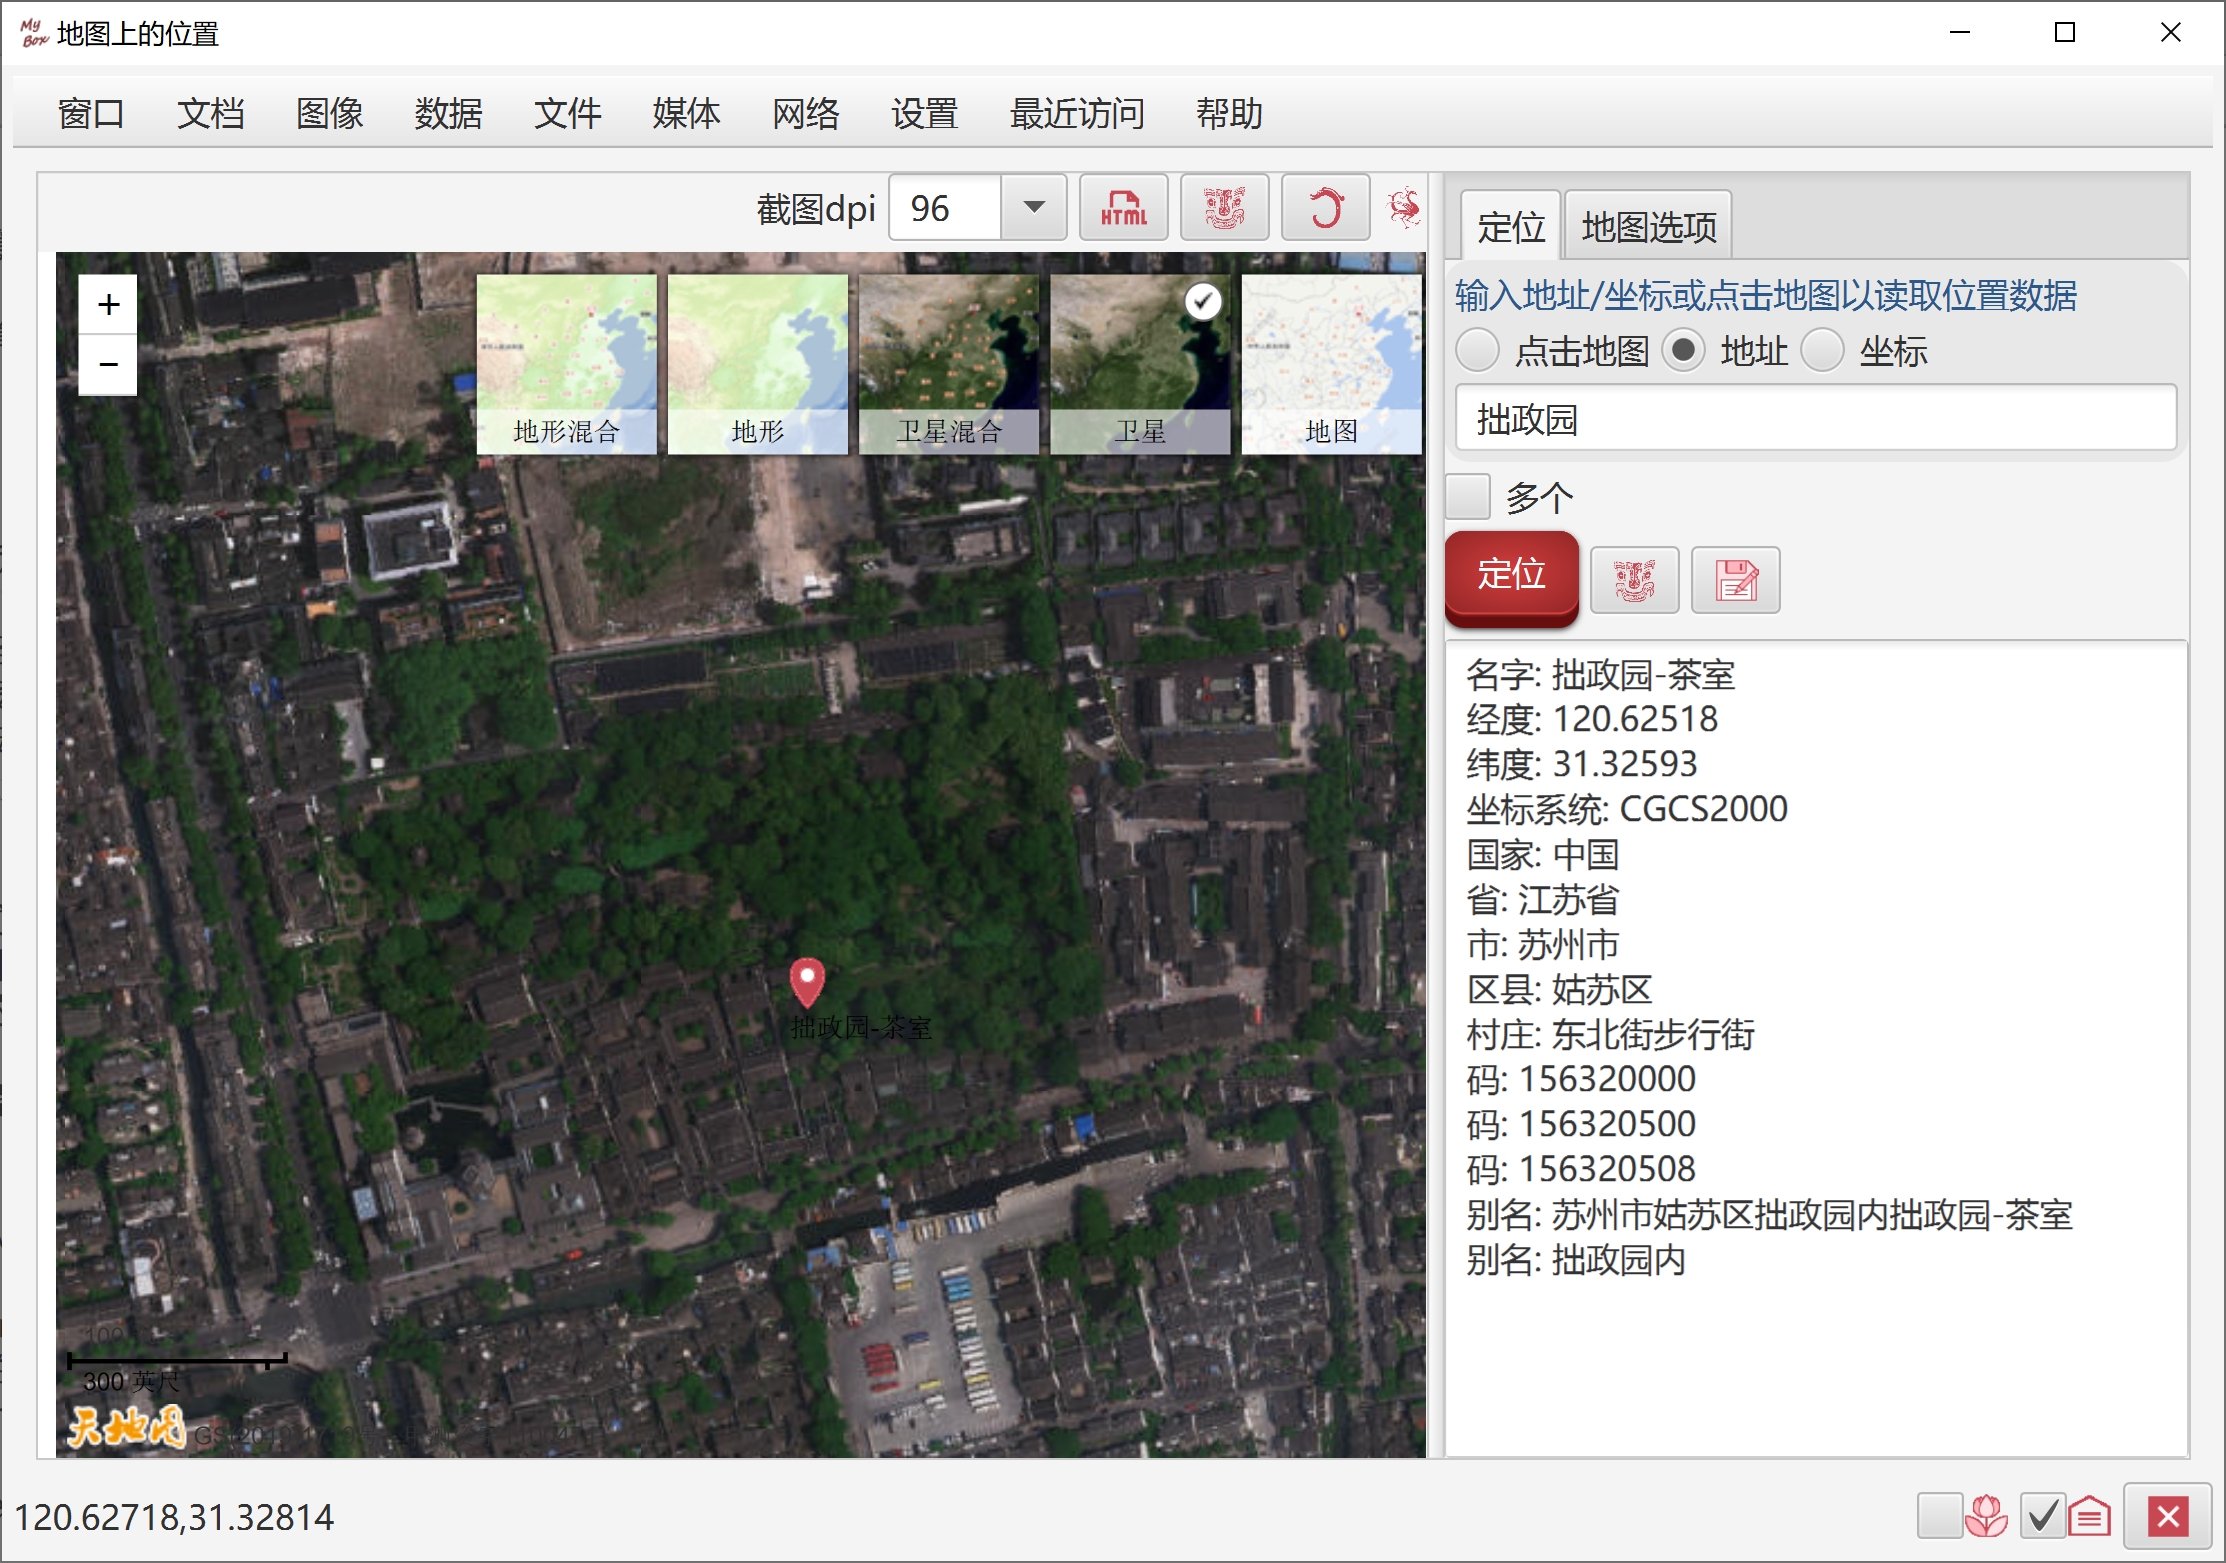 My Box 地图上的位置
窗口 文档 图像 数据 文件 媒体 网络 设置 最近访问 帮助
截图dpi 96 HTML
+
−
地形混合 地形 卫星混合 卫星 地图
拙政园-茶室
300 英尺
天地图
定位 地图选项
输入地址/坐标或点击地图以读取位置数据
点击地图 地址 坐标
拙政园
多个
定位
名字: 拙政园-茶室
经度: 120.62518
纬度: 31.32593
坐标系统: CGCS2000
国家: 中国
省: 江苏省
市: 苏州市
区县: 姑苏区
村庄: 东北街步行街
码: 156320000
码: 156320500
码: 156320508
别名: 苏州市姑苏区拙政园内拙政园-茶室
别名: 拙政园内
120.62718,31.32814